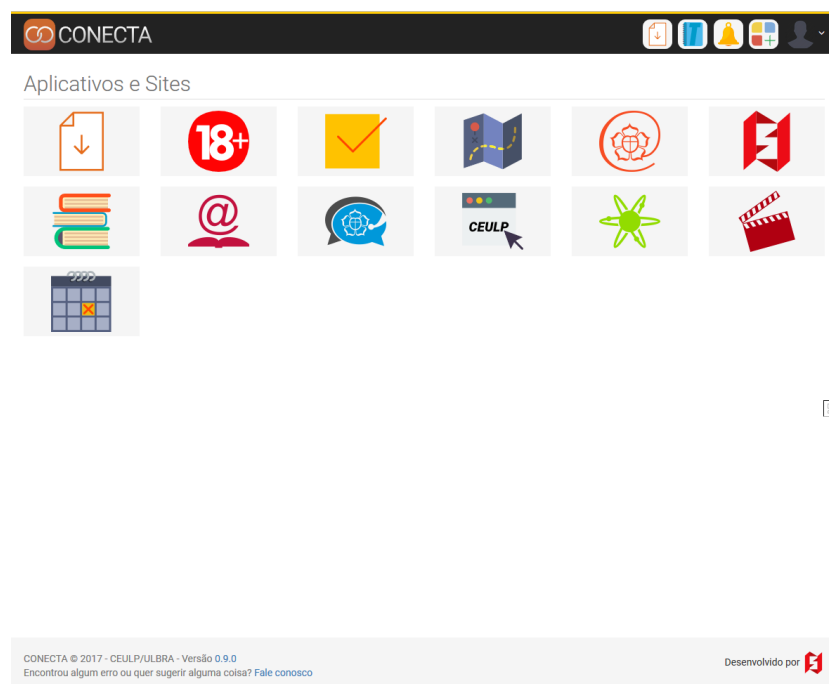 CONECTA
Aplicativos e Sites
18+
@
CEULP
CONECTA © 2017 - CEULP/ULBRA - Versão 0.9.0
Encontrou algum erro ou quer sugerir alguma coisa? Fale conosco
Desenvolvido por